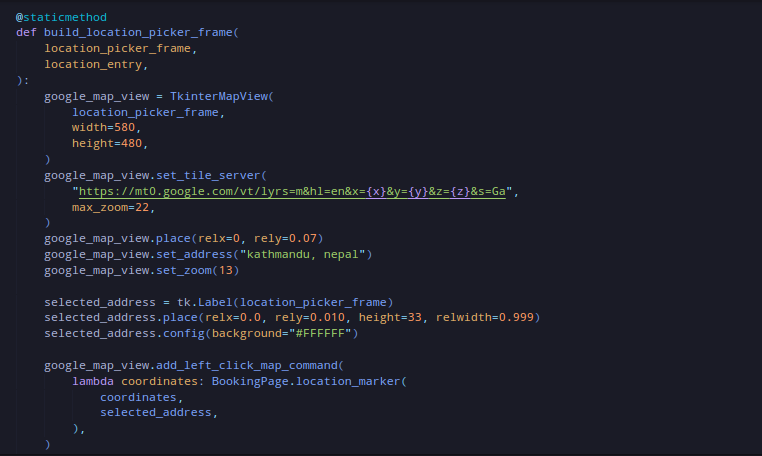 @staticmethod
def build_location_picker_frame(
    location_picker_frame,
    location_entry,
):
    google_map_view = TkinterMapView(
        location_picker_frame,
        width=580,
        height=480,
    )
    google_map_view.set_tile_server(
        "https://mt0.google.com/vt/lyrs=m&hl=en&x={x}&y={y}&z={z}&s=Ga",
        max_zoom=22,
    )
    google_map_view.place(relx=0, rely=0.07)
    google_map_view.set_address("kathmandu, nepal")
    google_map_view.set_zoom(13)

    selected_address = tk.Label(location_picker_frame)
    selected_address.place(relx=0.0, rely=0.010, height=33, relwidth=0.999)
    selected_address.config(background="#FFFFFF")

    google_map_view.add_left_click_map_command(
        lambda coordinates: BookingPage.location_marker(
            coordinates,
            selected_address,
        ),
    )